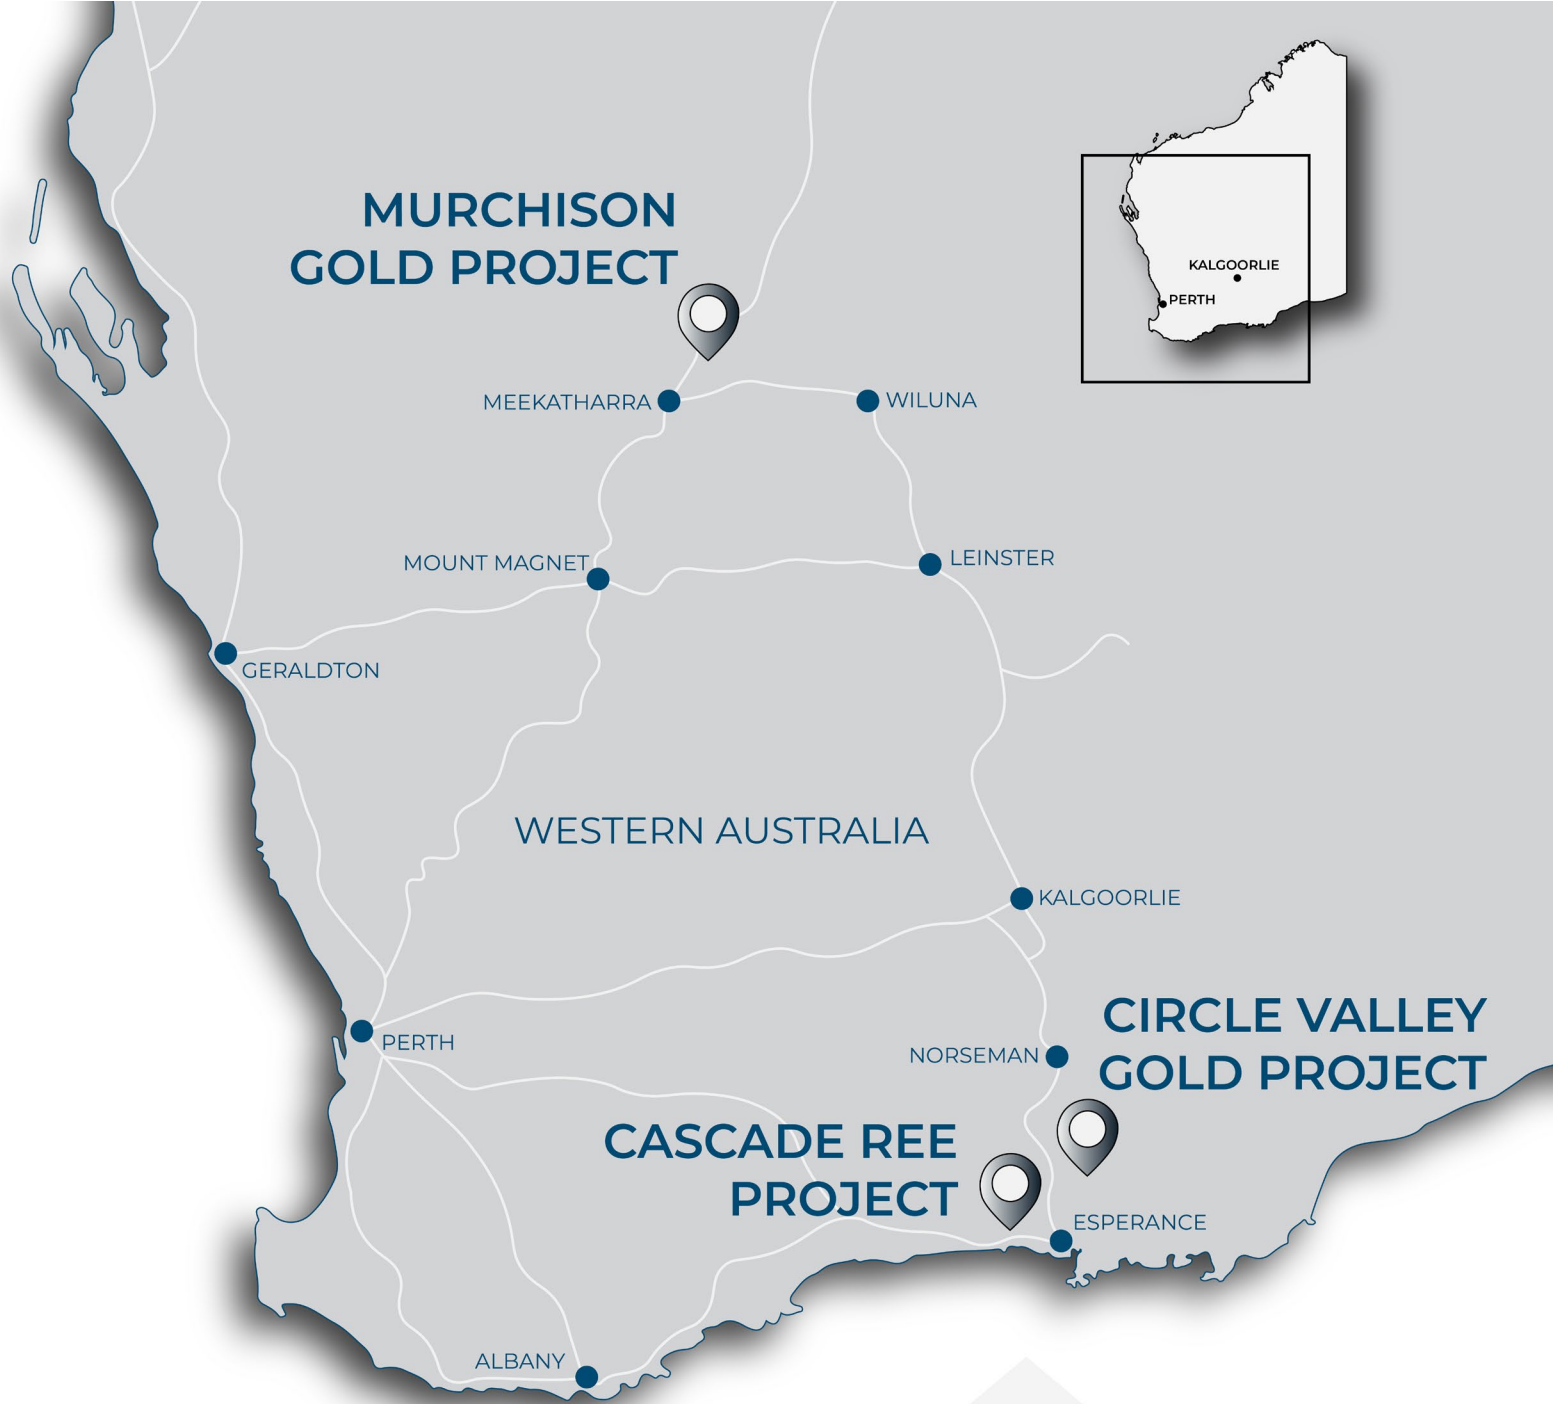 MURCHISON
GOLD PROJECT
KALGOORLIE
PERTH
MEEKATHARRA
WILUNA
MOUNT MAGNET
LEINSTER
GERALDTON
WESTERN AUSTRALIA
KALGOORLIE
CIRCLE VALLEY
GOLD PROJECT
PERTH
NORSEMAN
CASCADE REE
PROJECT
ESPERANCE
ALBANY